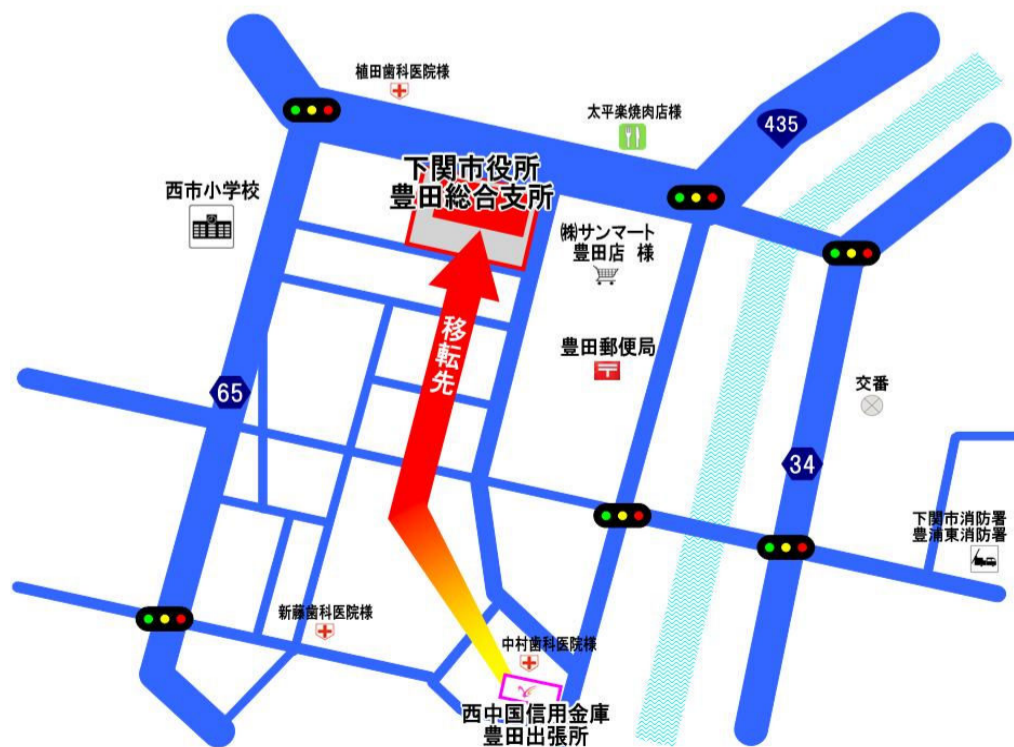 植田歯科医院様
太平楽焼肉店様
435
下関市役所
豊田総合支所
西市小学校
㈱サンマート
豊田店 様
移転先
豊田郵便局
65
交番
34
下関市消防署
豊浦東消防署
新藤歯科医院様
中村歯科医院様
西中国信用金庫
豊田出張所